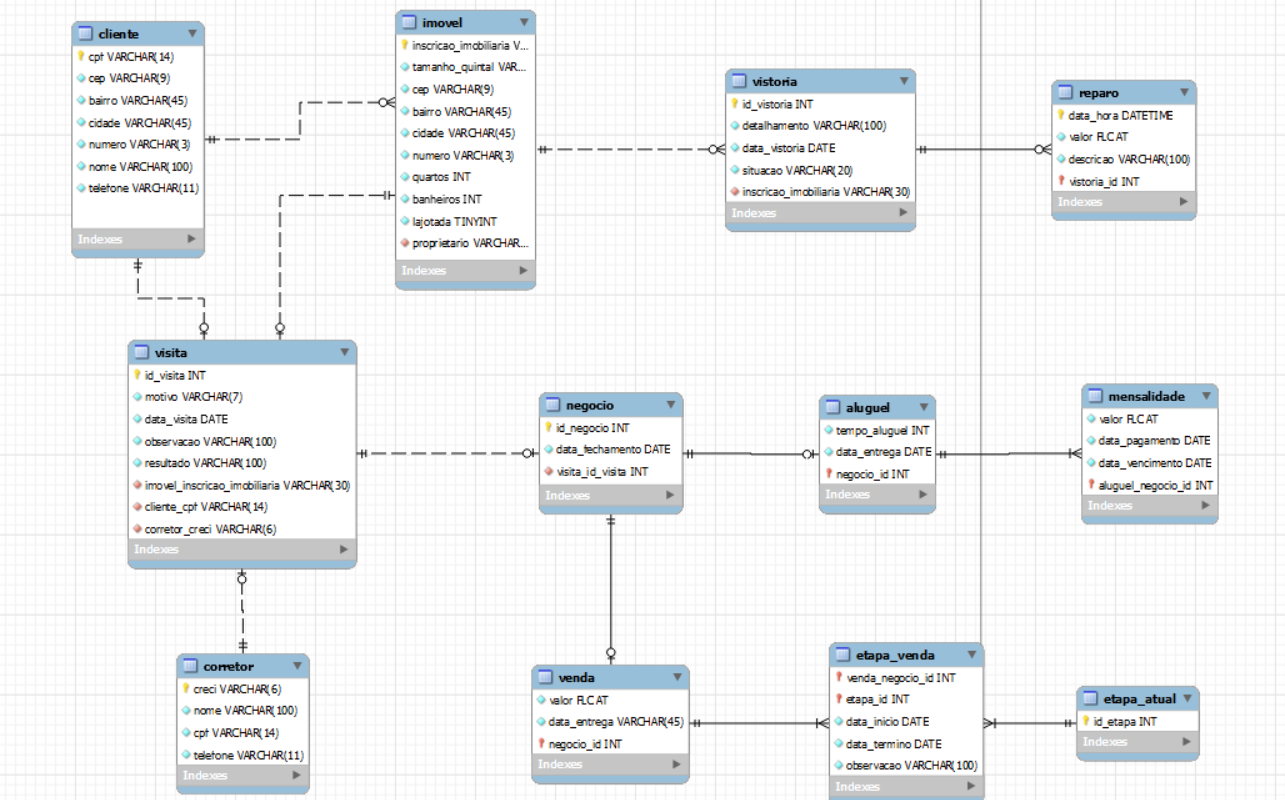 cliente
cpf VARCHAR(14)
cep VARCHAR(9)
bairro VARCHAR(45)
cidade VARCHAR(45)
numero VARCHAR(3)
nome VARCHAR(100)
telefone VARCHAR(11)
Indexes
imovel
inscricao_imobiliaria V...
tamanho_quintal VAR...
cep VARCHAR(9)
bairro VARCHAR(45)
cidade VARCHAR(45)
numero VARCHAR(3)
quartos INT
banheiros INT
lajotada TINYINT
proprietario VARCHAR...
Indexes
vistoria
id_vistoria INT
detalhamento VARCHAR(100)
data_vistoria DATE
situacao VARCHAR(20)
inscricao_imobiliaria VARCHAR(30)
Indexes
reparo
data_hora DATETIME
valor FLOAT
descricao VARCHAR(100)
vistoria_id INT
Indexes
visita
id_visita INT
motivo VARCHAR(7)
data_visita DATE
observacao VARCHAR(100)
resultado VARCHAR(100)
imovel_inscricao_imobiliaria VARCHAR(30)
cliente_cpf VARCHAR(14)
corretor_creci VARCHAR(6)
Indexes
negocio
id_negocio INT
data_fechamento DATE
visita_id_visita INT
Indexes
aluguel
tempo_aluguel INT
data_entrega DATE
negocio_id INT
Indexes
mensalidade
valor FLOAT
data_pagamento DATE
data_vencimento DATE
aluguel_negocio_id INT
Indexes
corretor
creci VARCHAR(6)
nome VARCHAR(100)
cpf VARCHAR(14)
telefone VARCHAR(11)
Indexes
venda
valor FLOAT
data_entrega VARCHAR(45)
negocio_id INT
Indexes
etapa_venda
venda_negocio_id INT
etapa_id INT
data_inicio DATE
data_termino DATE
observacao VARCHAR(100)
Indexes
etapa_atual
id_etapa INT
Indexes